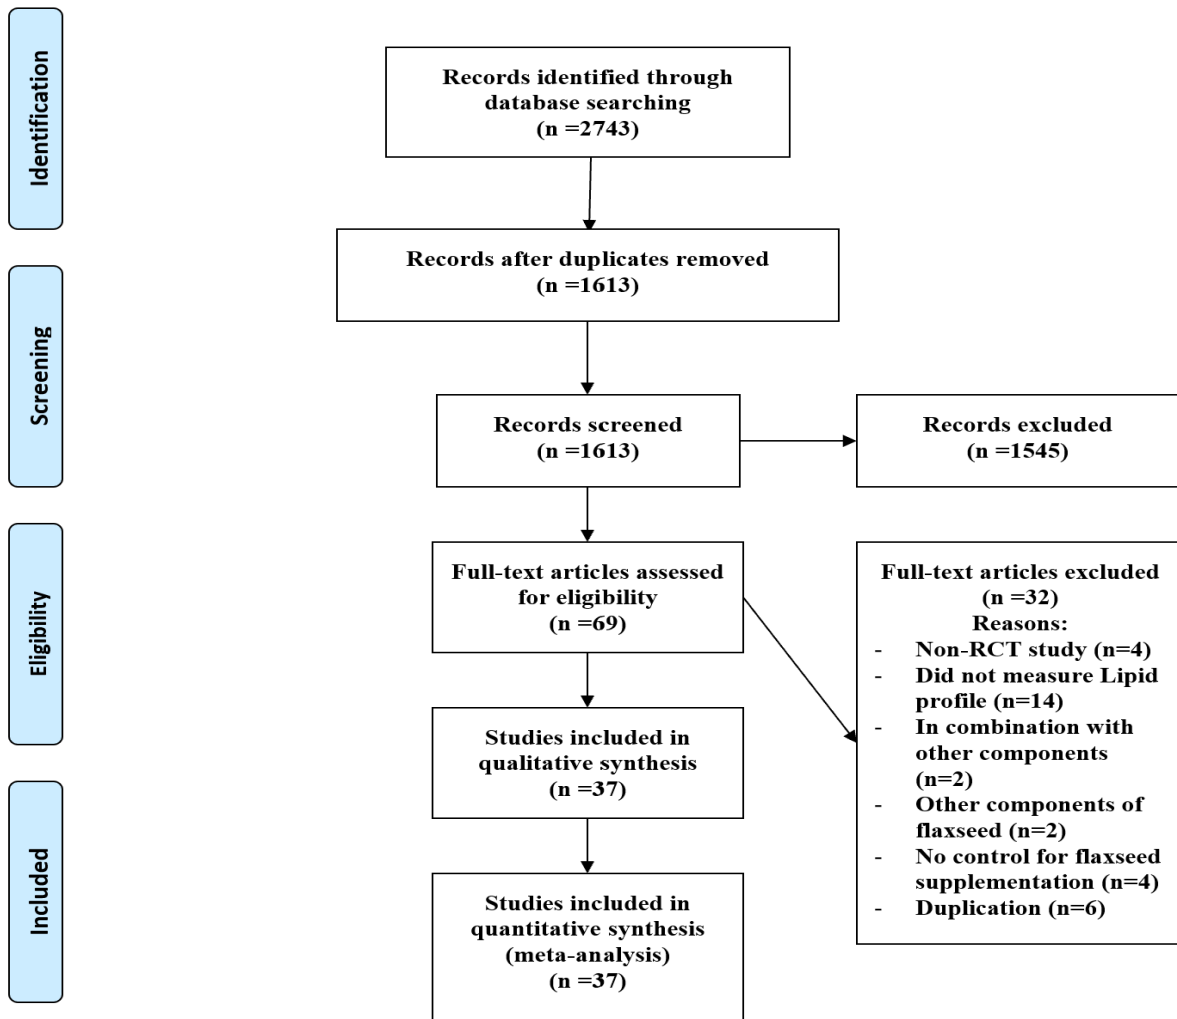 Identification
Records identified through
database searching
(n =2743)
Records after duplicates removed
(n =1613)
Screening
Records screened
(n =1613)
Records excluded
(n =1545)
Eligibility
Full-text articles assessed
for eligibility
(n =69)
Full-text articles excluded
(n =32)
Reasons:
- Non-RCT study (n=4)
- Did not measure Lipid
profile (n=14)
- In combination with
other components
(n=2)
- Other components of
flaxseed (n=2)
- No control for flaxseed
supplementation (n=4)
- Duplication (n=6)
Studies included in
qualitative synthesis
(n =37)
Included
Studies included in
quantitative synthesis
(meta-analysis)
(n =37)